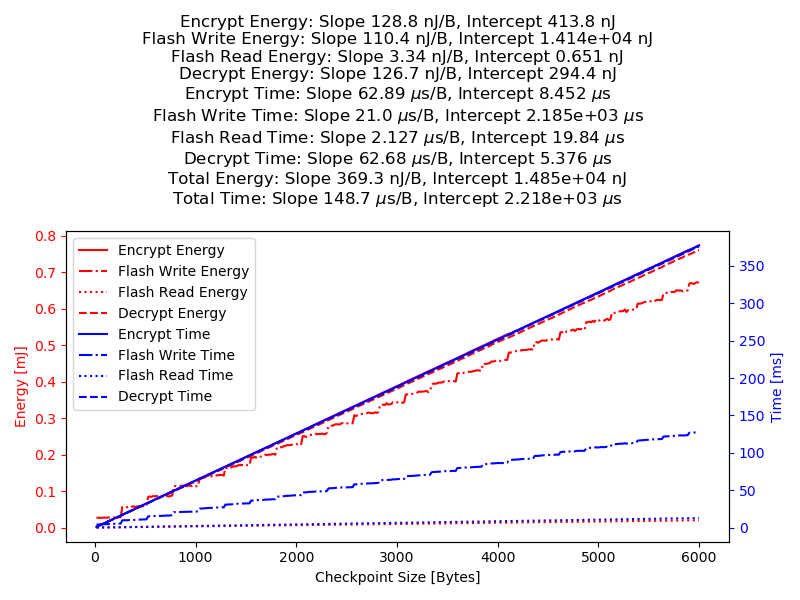 Encrypt Energy: Slope 128.8 nJ/B, Intercept 413.8 nJ
Flash Write Energy: Slope 110.4 nJ/B, Intercept 1.414e+04 nJ
Flash Read Energy: Slope 3.34 nJ/B, Intercept 0.651 nJ
Decrypt Energy: Slope 126.7 nJ/B, Intercept 294.4 nJ
Encrypt Time: Slope 62.89 μs/B, Intercept 8.452 μs
Flash Write Time: Slope 21.0 μs/B, Intercept 2.185e+03 μs
Flash Read Time: Slope 2.127 μs/B, Intercept 19.84 μs
Decrypt Time: Slope 62.68 μs/B, Intercept 5.376 μs
Total Energy: Slope 369.3 nJ/B, Intercept 1.485e+04 nJ
Total Time: Slope 148.7 μs/B, Intercept 2.218e+03 μs
Energy [mJ]
0.8
0.7
0.6
0.5
0.4
0.3
0.2
0.1
0.0
Encrypt Energy
Flash Write Energy
Flash Read Energy
Decrypt Energy
Encrypt Time
Flash Write Time
Flash Read Time
Decrypt Time
350
300
250
200
150
100
50
0
Time [ms]
0 1000 2000 3000 4000 5000 6000
Checkpoint Size [Bytes]